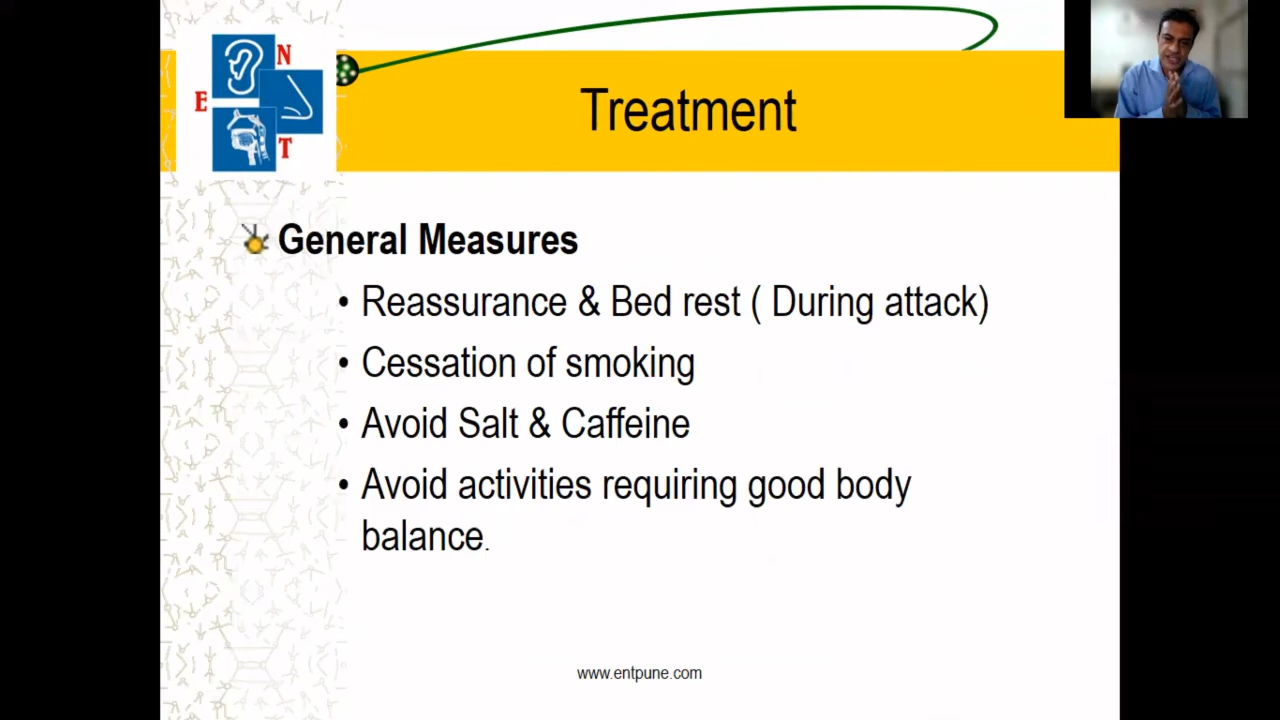 N
E
T
Treatment
General Measures
• Reassurance & Bed rest ( During attack)
• Cessation of smoking
• Avoid Salt & Caffeine
• Avoid activities requiring good body
balance.
www.entpune.com